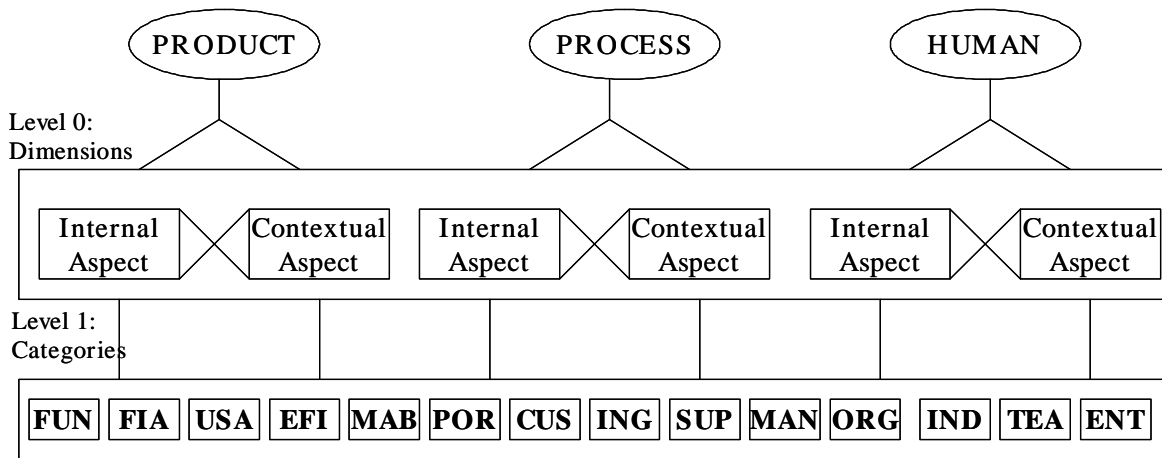 PRODUCT PROCESS HUMAN
Level 0:
Dimensions
Internal Contextual Internal Contextual Internal Contextual
Aspect Aspect Aspect Aspect Aspect Aspect
Level 1:
Categories
FUN FIA USA EFI MAB POR CUS ING SUP MAN ORG IND TEA ENT